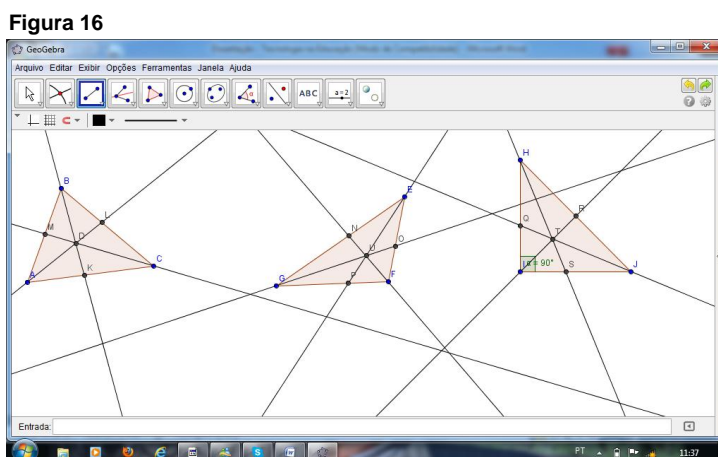 Figura 16
GeoGebra
Arquivo Editar Exibir Opções Ferramentas Janela Ajuda
ABC
a=2
B
M
L
D
C
A
K
E
N
O
U
G
P
F
H
Q
R
T
I
α = 90°
S
J
Entrada:
PT
11:37